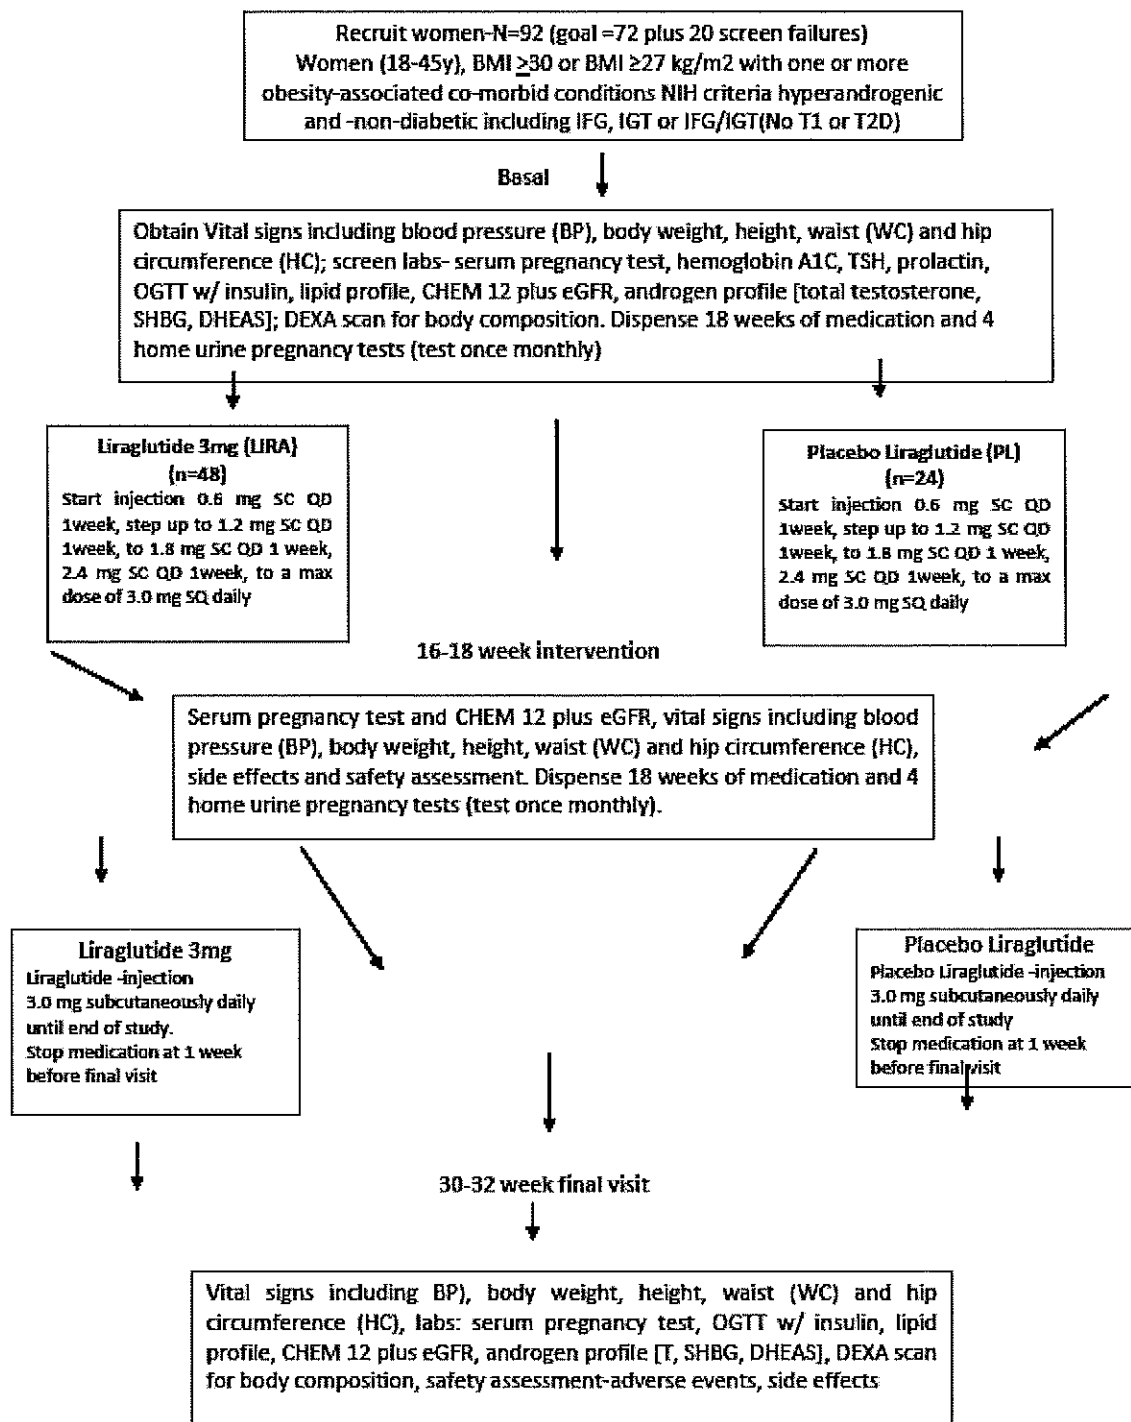 Recruit women-N=92 (goal =72 plus 20 screen failures)
Women (18-45y), BMI ≥30 or BMI ≥27 kg/m2 with one or more
obesity-associated co-morbid conditions NIH criteria hyperandrogenic
and -non-diabetic including IFG, IGT or IFG/IGT(No T1 or T2D)
Basal
Obtain Vital signs including blood pressure (BP), body weight, height, waist (WC) and hip
circumference (HC); screen labs- serum pregnancy test, hemoglobin A1C, TSH, prolactin,
OGTT w/ insulin, lipid profile, CHEM 12 plus eGFR, androgen profile [total testosterone,
SHBG, DHEAS]; DEXA scan for body composition. Dispense 18 weeks of medication and 4
home urine pregnancy tests (test once monthly)
Liraglutide 3mg (LIRA)
(n=48)
Start injection 0.6 mg SC QD
1week, step up to 1.2 mg SC QD
1week, to 1.8 mg SC QD 1 week,
2.4 mg SC QD 1week, to a max
dose of 3.0 mg SQ daily
Placebo Liraglutide (PL)
(n=24)
Start injection 0.6 mg SC QD
1week, step up to 1.2 mg SC QD
1week, to 1.8 mg SC QD 1 week,
2.4 mg SC QD 1week, to a max
dose of 3.0 mg SQ daily
16-18 week intervention
Serum pregnancy test and CHEM 12 plus eGFR, vital signs including blood
pressure (BP), body weight, height, waist (WC) and hip circumference (HC),
side effects and safety assessment. Dispense 18 weeks of medication and 4
home urine pregnancy tests (test once monthly).
Liraglutide 3mg
Liraglutide -injection
3.0 mg subcutaneously daily
until end of study.
Stop medication at 1 week
before final visit
Placebo Liraglutide
Placebo Liraglutide -injection
3.0 mg subcutaneously daily
until end of study
Stop medication at 1 week
before final visit
30-32 week final visit
Vital signs including BP), body weight, height, waist (WC) and hip
circumference (HC), labs: serum pregnancy test, OGTT w/ insulin, lipid
profile, CHEM 12 plus eGFR, androgen profile [T, SHBG, DHEAS], DEXA scan
for body composition, safety assessment-adverse events, side effects